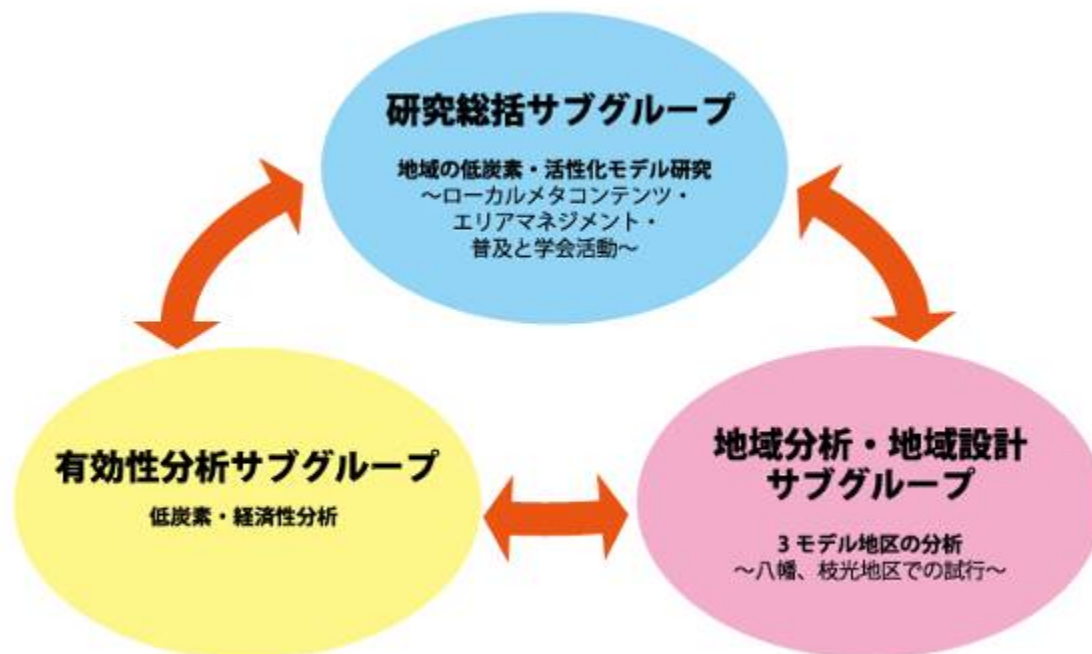 研究総括サブグループ
地域の低炭素・活性化モデル研究
～ローカルメタコンテンツ・
エリアマネジメント・
普及と学会活動～
有効性分析サブグループ
低炭素・経済性分析
地域分析・地域設計
サブグループ
3モデル地区の分析
～八幡、枝光地区での試行～